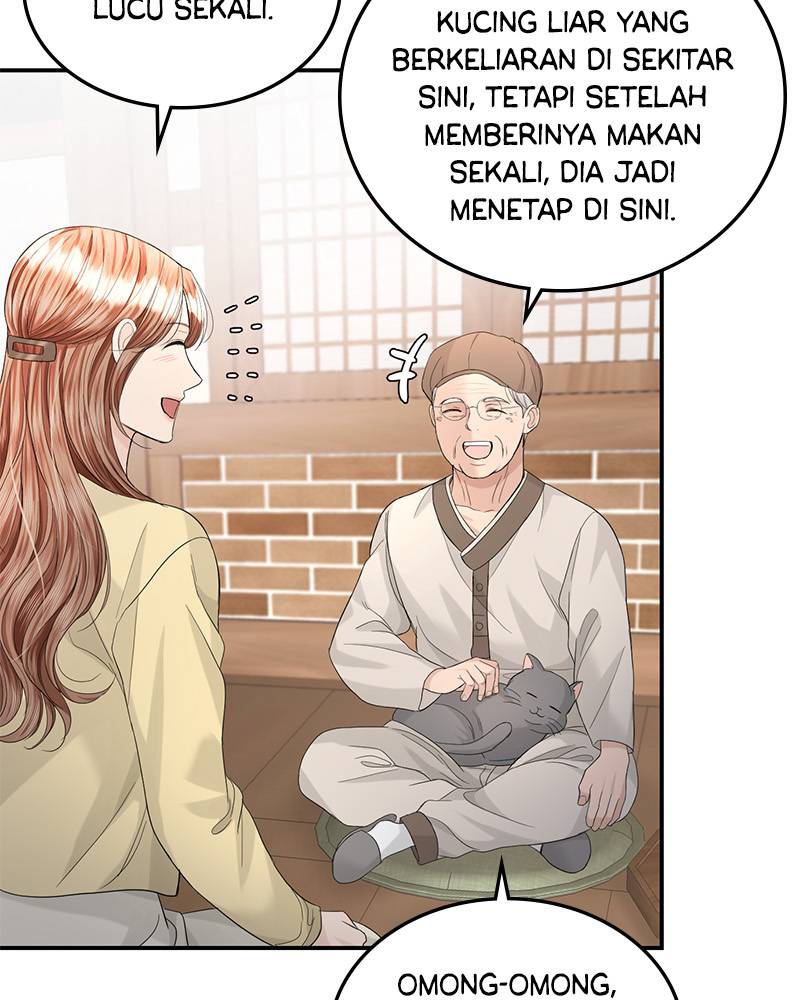 LUCU SEKALI.
KUCING LIAR YANG
BERKELIARAN DI SEKITAR
SINI, TETAPI SETELAH
MEMBERINYA MAKAN
SEKALI, DIA JADI
MENETAP DI SINI.
OMONG-OMONG,